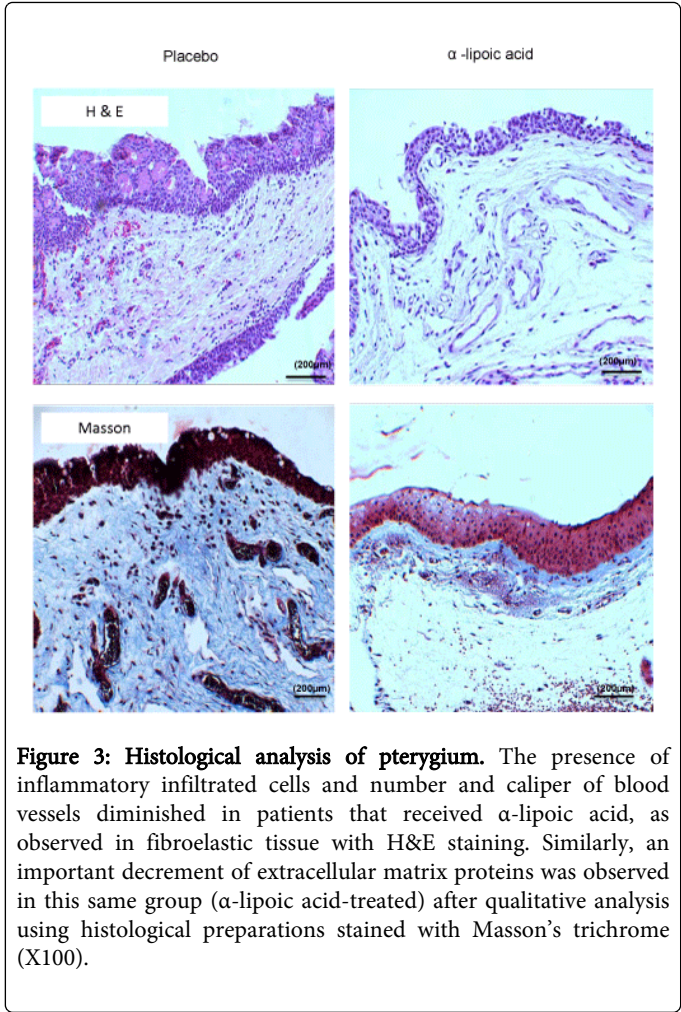 Placebo
α -lipoic acid
H & E
(200μm)
(200μm)
Masson
(200μm)
(200μm)
Figure 3: Histological analysis of pterygium. The presence of
inflammatory infiltrated cells and number and caliper of blood
vessels diminished in patients that received α-lipoic acid, as
observed in fibroelastic tissue with H&E staining. Similarly, an
important decrement of extracellular matrix proteins was observed
in this same group (α-lipoic acid-treated) after qualitative analysis
using histological preparations stained with Masson's trichrome
(X100).